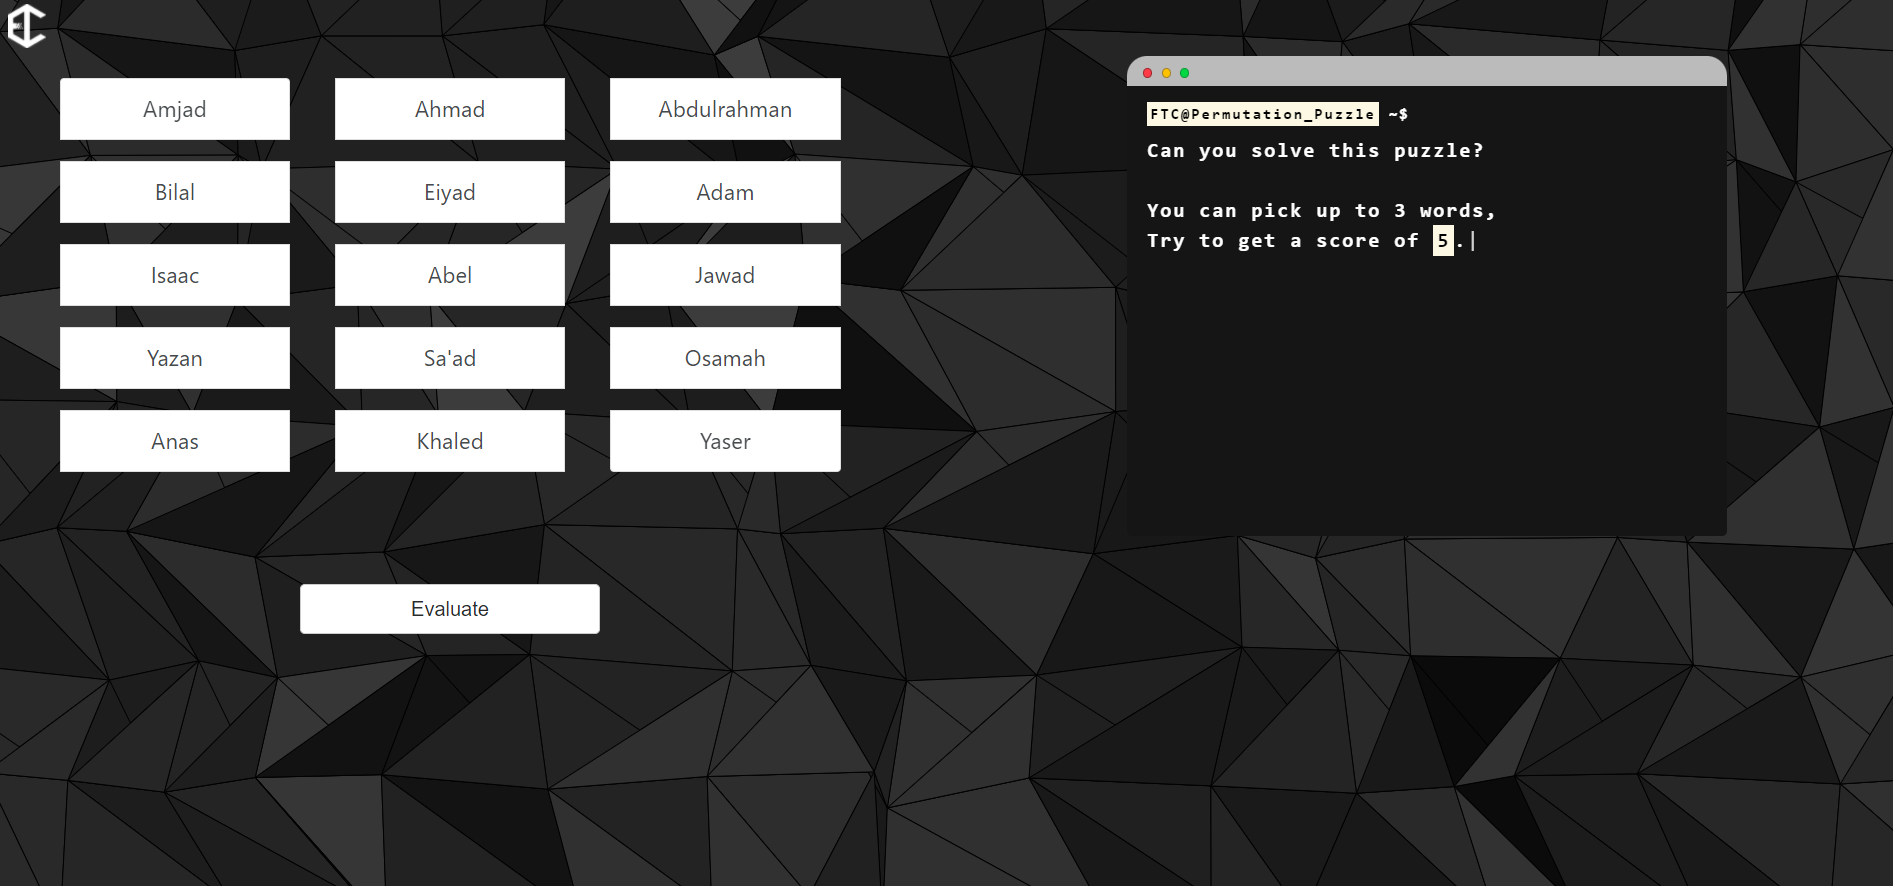 Amjad
Ahmad
Abdulrahman
Bilal
Eiyad
Adam
Isaac
Abel
Jawad
Yazan
Sa'ad
Osamah
Anas
Khaled
Yaser
Evaluate
FTC@Permutation_Puzzle ~$
Can you solve this puzzle?
You can pick up to 3 words,
Try to get a score of 5.|